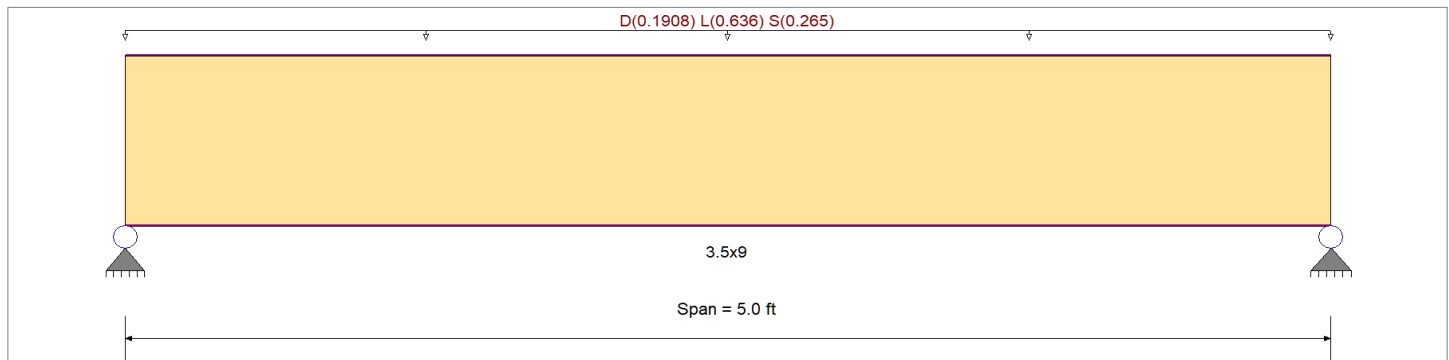 D(0.1908) L(0.636) S(0.265)
3.5x9
Span = 5.0 ft